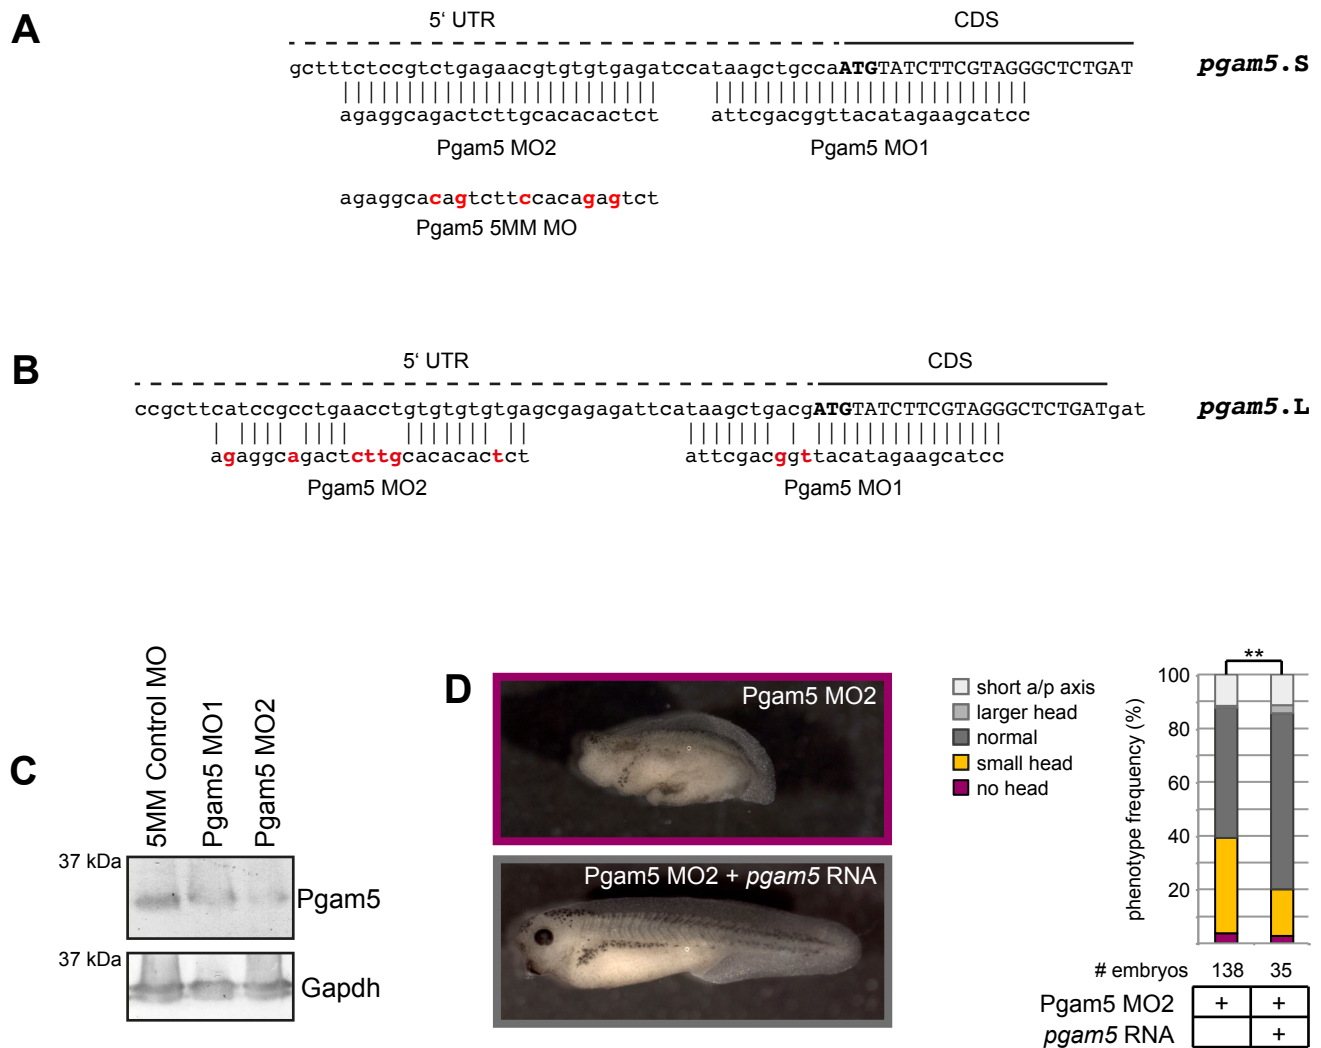 A
5‘ UTR CDS
gctttctccgtctgagaacgtgtgtgagatccataagctgccaATGTATCTTCGTAGGGCTCTGAT pgam5.S
agaggcagactcttgcacacactct attcgacggttacatagaagcatcc
Pgam5 MO2 Pgam5 MO1
agaggcacagtcttccacagagtct
Pgam5 5MM MO
B
5‘ UTR CDS
ccgcttcatccgcctgaacctgtgtgtgtgagcgagagattcataagctgacgATGTATCTTCGTAGGGCTCTGATgat pgam5.L
agaggcagactcttgcacacactct attcgacggttacatagaagcatcc
Pgam5 MO2 Pgam5 MO1
C
5MM Control MO
Pgam5 MO1
Pgam5 MO2
37 kDa
Pgam5
37 kDa
Gapdh
D
Pgam5 MO2
Pgam5 MO2 + pgam5 RNA
short a/p axis
larger head
normal
small head
no head
**
phenotype frequency (%)
100
80
60
40
20
# embryos 138 35
Pgam5 MO2 + +
pgam5 RNA +